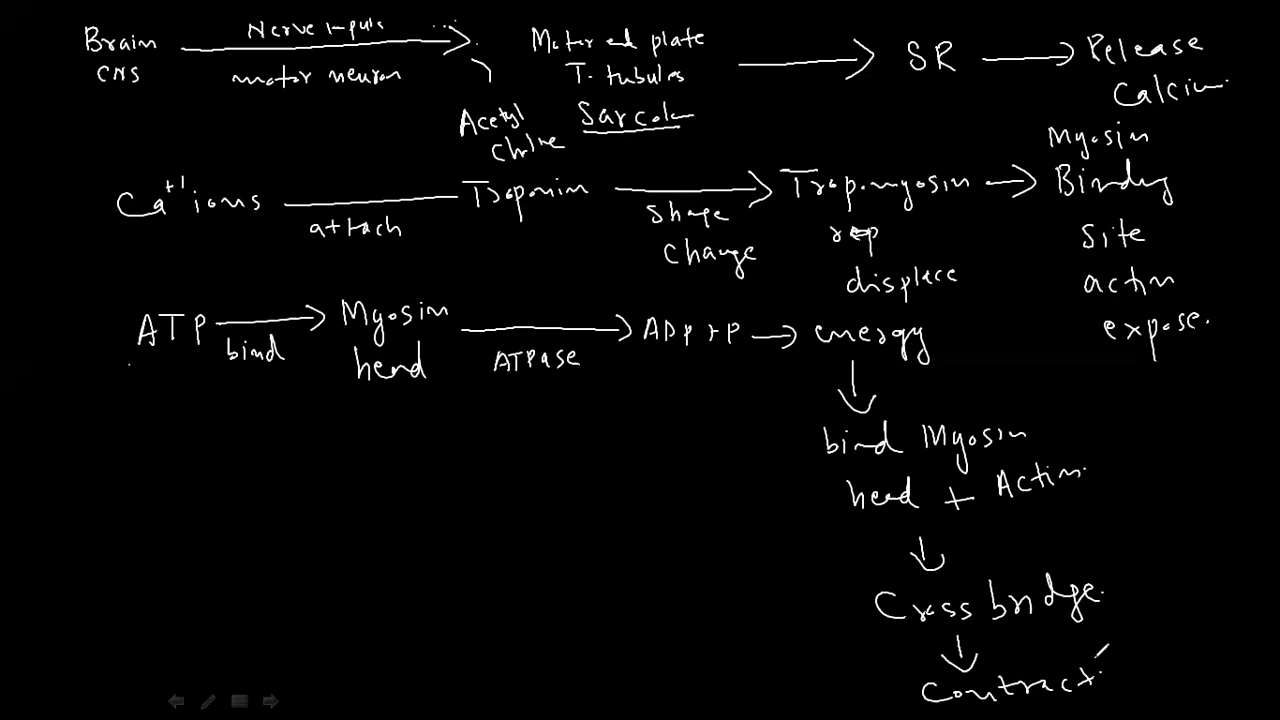 Brain Nerve impuls Motor end plate SR Release
CNS motor neuron T. tubules Calcium
Acetyl Sarcole
Choline
Myosin
Ca++ ions attach Troponin Shape Tropomyosin Binding
change displace site
actin
expose.
ATP bind Myosin ATPase ADP + P energy
head
bind Myosin
head + Actin
Cross bridge
Contract